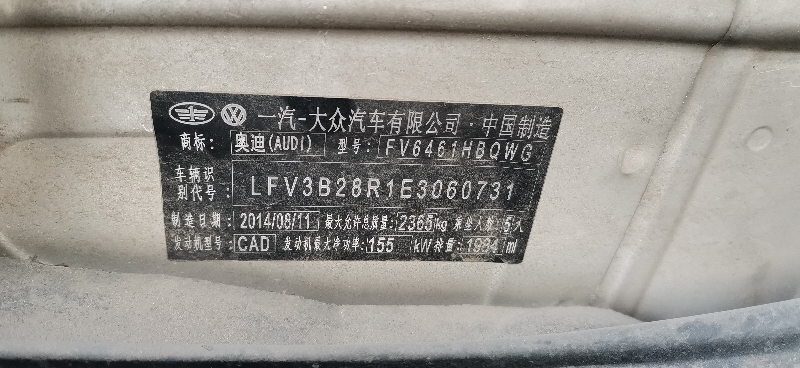 一汽-大众汽车有限公司·中国制造
商标: 奥迪(AUDI) 型号: FV6461HBQWG
车辆识
别代号: LFV3B28R1E3060731
制造日期: 2014/08/11 最大允许总质量: 2365kg 乘坐人数: 5人
发动机型号: CAD 发动机最大净功率: 155 kW 排量: 1984 ml